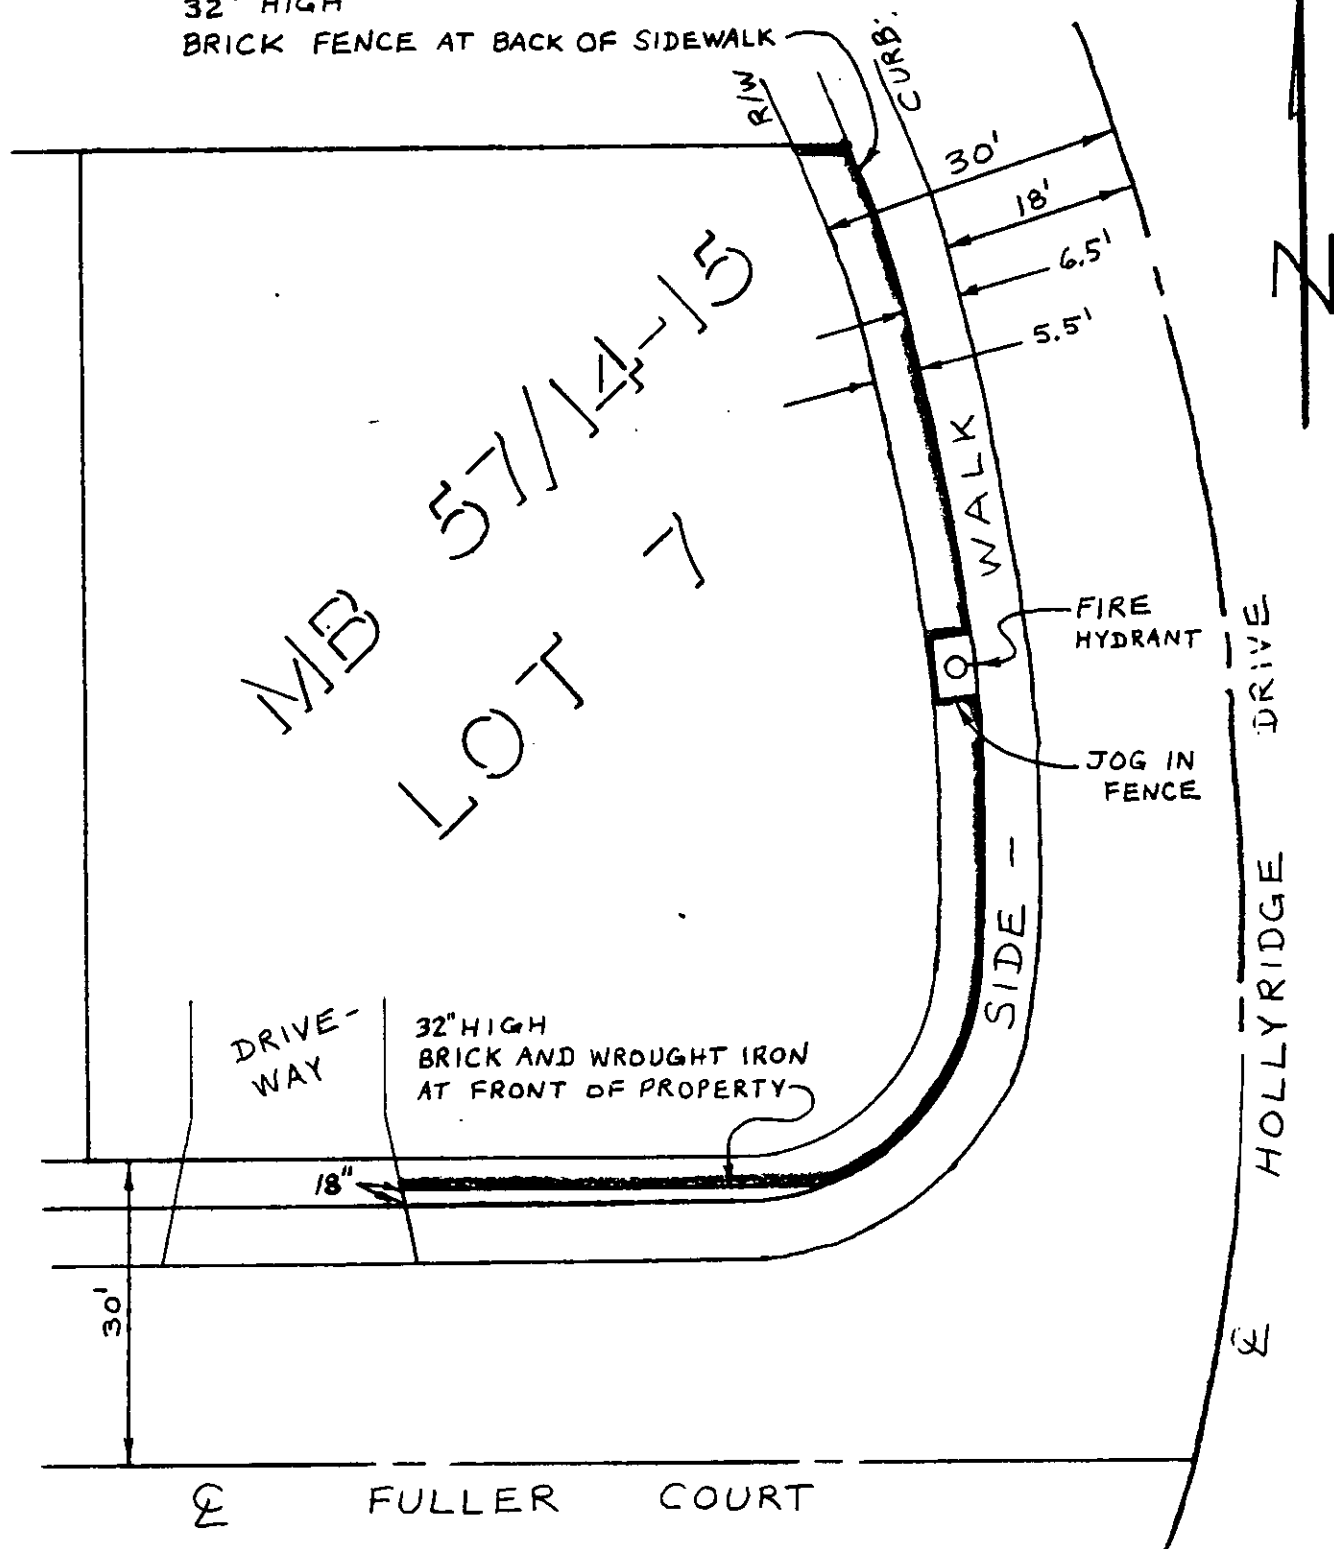 32" HIGH
BRICK FENCE AT BACK OF SIDEWALK
R/W
CURB.
30'
18'
6.5'
5.5'
N
MB 57/14-15
LOT 7
WALK
FIRE
HYDRANT
JOG IN
FENCE
SIDE -
HOLLYRIDGE DRIVE
℄
DRIVE-
WAY
32" HIGH
BRICK AND WROUGHT IRON
AT FRONT OF PROPERTY
18"
30'
℄ FULLER COURT